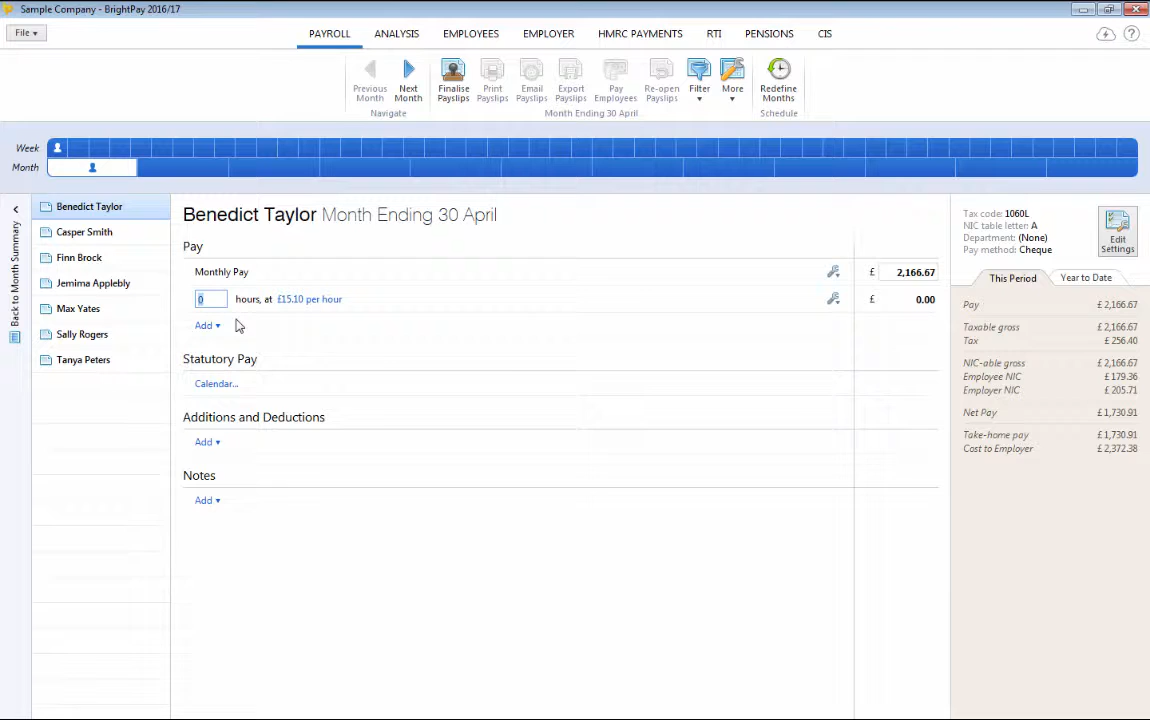 Sample Company - BrightPay 2016/17
File
PAYROLL ANALYSIS EMPLOYEES EMPLOYER HMRC PAYMENTS RTI PENSIONS CIS
Previous Month
Next Month
Finalise Payslips
Print Payslips
Email Payslips
Export Payslips
Pay Employees
Re-open Payslips
Filter
More
Redefine Months
Navigate
Month Ending 30 April
Schedule
Week
Month
Back to Month Summary
Benedict Taylor
Casper Smith
Finn Brock
Jemima Applebly
Max Yates
Sally Rogers
Tanya Peters
Benedict Taylor Month Ending 30 April
Pay
Monthly Pay £ 2,166.67
0 hours, at £15.10 per hour £ 0.00
Add
Statutory Pay
Calendar...
Additions and Deductions
Add
Notes
Add
Tax code: 1060L
NIC table letter: A
Department: (None)
Pay method: Cheque
Edit Settings
This Period Year to Date
Pay £ 2,166.67
Taxable gross £ 2,166.67
Tax £ 256.40
NIC-able gross £ 2,166.67
Employee NIC £ 179.36
Employer NIC £ 205.71
Net Pay £ 1,730.91
Take-home pay £ 1,730.91
Cost to Employer £ 2,372.38